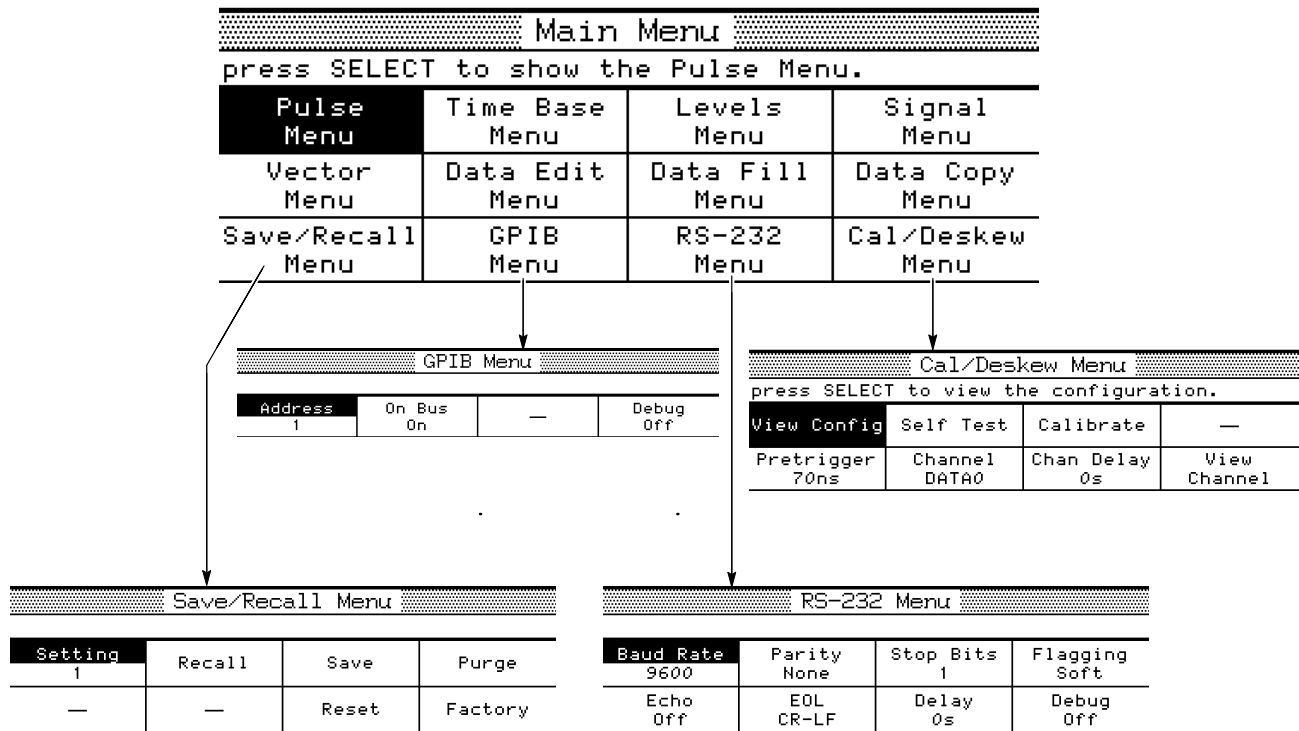 Main Menu
press SELECT to show the Pulse Menu.
Pulse Menu
Time Base Menu
Levels Menu
Signal Menu
Vector Menu
Data Edit Menu
Data Fill Menu
Data Copy Menu
Save/Recall Menu
GPIB Menu
RS-232 Menu
Cal/Deskew Menu
GPIB Menu
Address 1
On Bus On
—
Debug Off
Cal/Deskew Menu
press SELECT to view the configuration.
View Config
Self Test
Calibrate
—
Pretrigger 70ns
Channel DATA0
Chan Delay 0s
View Channel
Save/Recall Menu
Setting 1
Recall
Save
Purge
—
—
Reset
Factory
RS-232 Menu
Baud Rate 9600
Parity None
Stop Bits 1
Flagging Soft
Echo Off
EOL CR-LF
Delay 0s
Debug Off